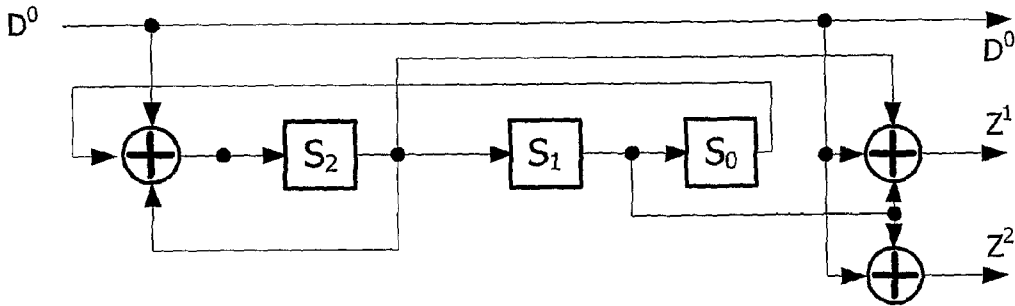 D⁰
D⁰
S₂
S₁
S₀
Z¹
Z²